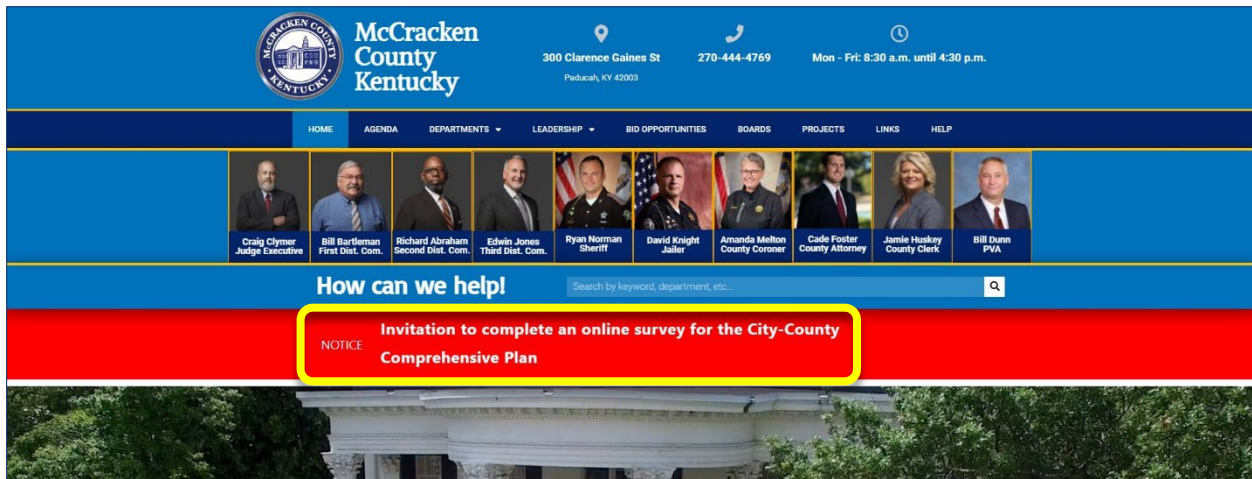 McCRACKEN COUNTY
KENTUCKY
McCracken
County
Kentucky
300 Clarence Gaines St
Paducah, KY 42003
270-444-4769
Mon - Fri: 8:30 a.m. until 4:30 p.m.
HOME AGENDA DEPARTMENTS LEADERSHIP BID OPPORTUNITIES BOARDS PROJECTS LINKS HELP
Craig Clymer
Judge Executive
Bill Bartleman
First Dist. Com.
Richard Abraham
Second Dist. Com.
Edwin Jones
Third Dist. Com.
Ryan Norman
Sheriff
David Knight
Jailer
Amanda Melton
County Coroner
Cade Foster
County Attorney
Jamie Huskey
County Clerk
Bill Dunn
PVA
How can we help!
Search by keyword, department, etc...
NOTICE
Invitation to complete an online survey for the City-County
Comprehensive Plan